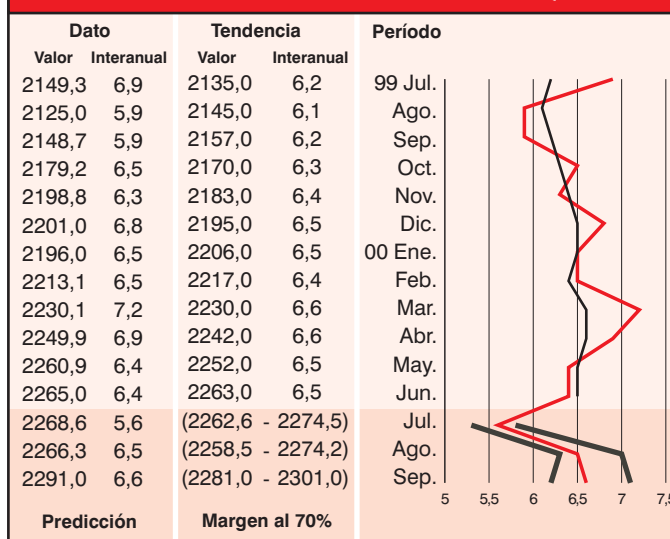 Dato Tendencia Período
Valor Interanual Valor Interanual
2149,3 6,9 2135,0 6,2 99 Jul.
2125,0 5,9 2145,0 6,1 Ago.
2148,7 5,9 2157,0 6,2 Sep.
2179,2 6,5 2170,0 6,3 Oct.
2198,8 6,3 2183,0 6,4 Nov.
2201,0 6,8 2195,0 6,5 Dic.
2196,0 6,5 2206,0 6,5 00 Ene.
2213,1 6,5 2217,0 6,4 Feb.
2230,1 7,2 2230,0 6,6 Mar.
2249,9 6,9 2242,0 6,6 Abr.
2260,9 6,4 2252,0 6,5 May.
2265,0 6,4 2263,0 6,5 Jun.
2268,6 5,6 (2262,6 - 2274,5) Jul.
2266,3 6,5 (2258,5 - 2274,2) Ago.
2291,0 6,6 (2281,0 - 2301,0) Sep.
5 5,5 6 6,5 7 7,5
Predicción Margen al 70%